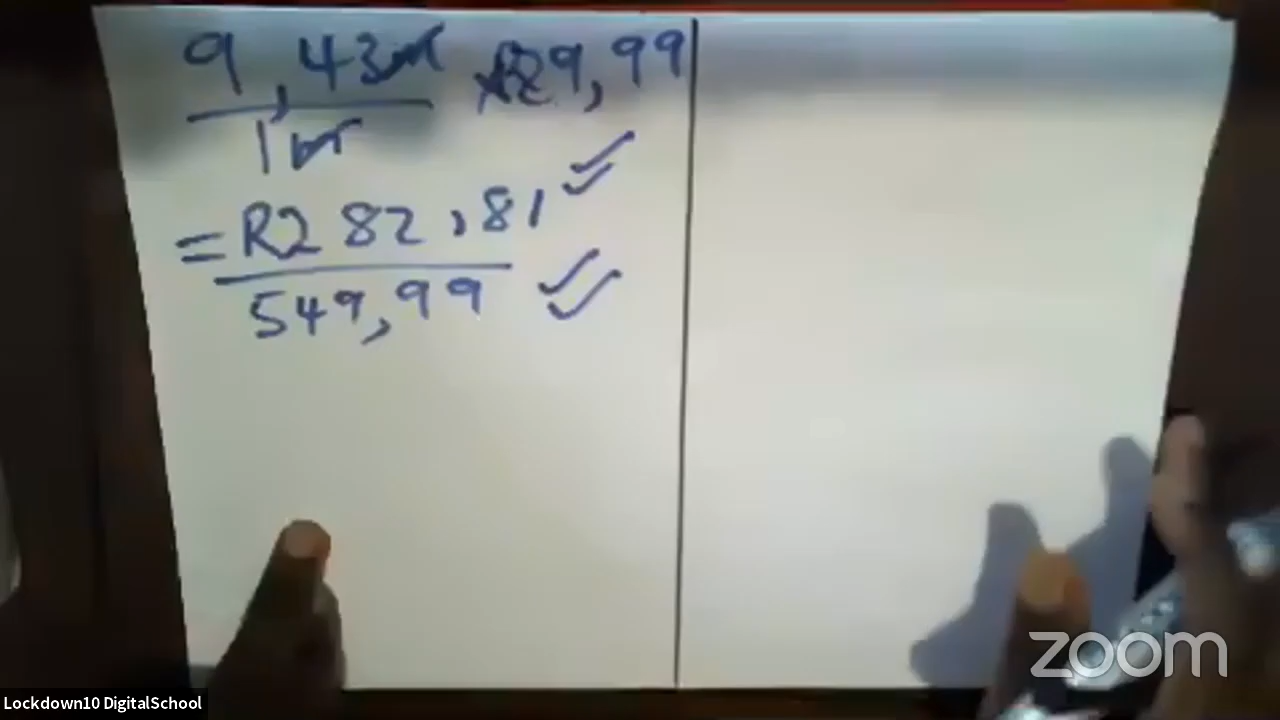 9,43m × R29,99
1m
= R282,81 ✓✓
549,99 ✓✓
zoom
Lockdown10 DigitalSchool